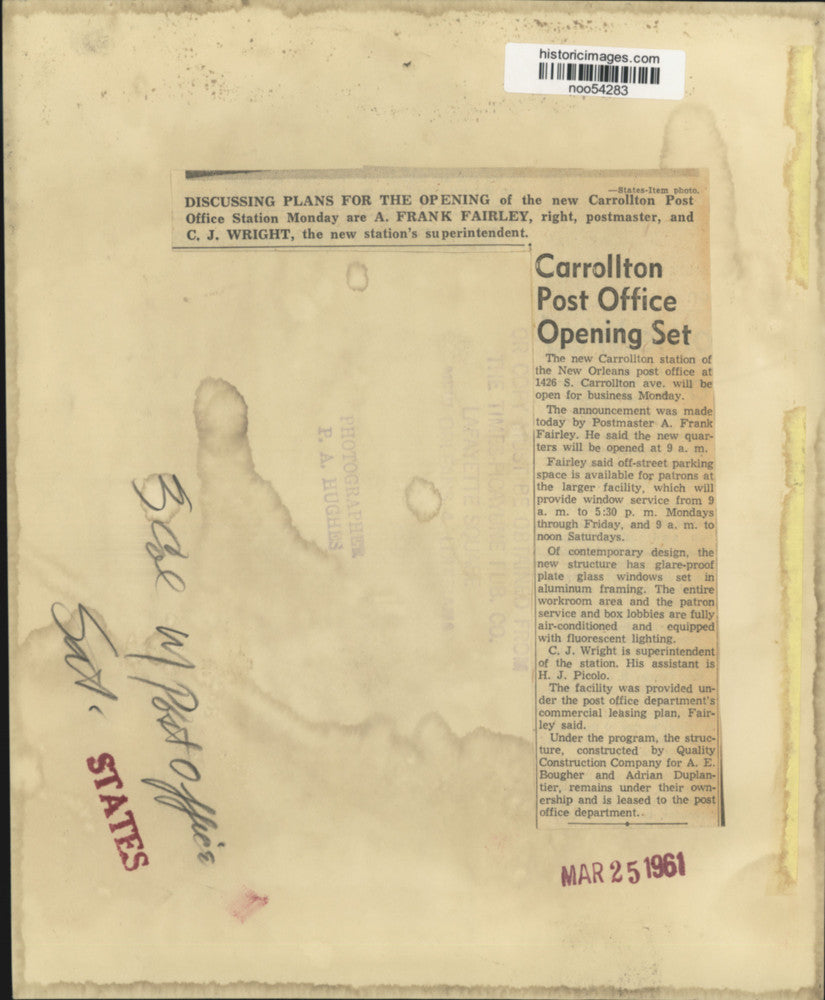 historicimages.com
noo54283
—States-Item photo.
DISCUSSING PLANS FOR THE OPENING of the new Carrollton Post
Office Station Monday are A. FRANK FAIRLEY, right, postmaster, and
C. J. WRIGHT, the new station's superintendent.
Carrollton
Post Office
Opening Set
The new Carrollton station of
the New Orleans post office at
1426 S. Carrollton ave. will be
open for business Monday.
The announcement was made
today by Postmaster A. Frank
Fairley. He said the new quar-
ters will be opened at 9 a. m.
Fairley said off-street parking
space is available for patrons at
the larger facility, which will
provide window service from 9
a. m. to 5:30 p. m. Mondays
through Friday, and 9 a. m. to
noon Saturdays.
Of contemporary design, the
new structure has glare-proof
plate glass windows set in
aluminum framing. The entire
workroom area and the patron
service and box lobbies are fully
air-conditioned and equipped
with fluorescent lighting.
C. J. Wright is superintendent
of the station. His assistant is
H. J. Picolo.
The facility was provided un-
der the post office department's
commercial leasing plan, Fair-
ley said.
Under the program, the struc-
ture, constructed by Quality
Construction Company for A. E.
Bougher and Adrian Duplan-
tier, remains under their own-
ership and is leased to the post
office department..
PHOTOGRAPHER
P. A. HUGHES
3 col w/Post Office
Sat.
STATES
MAR 25 1961